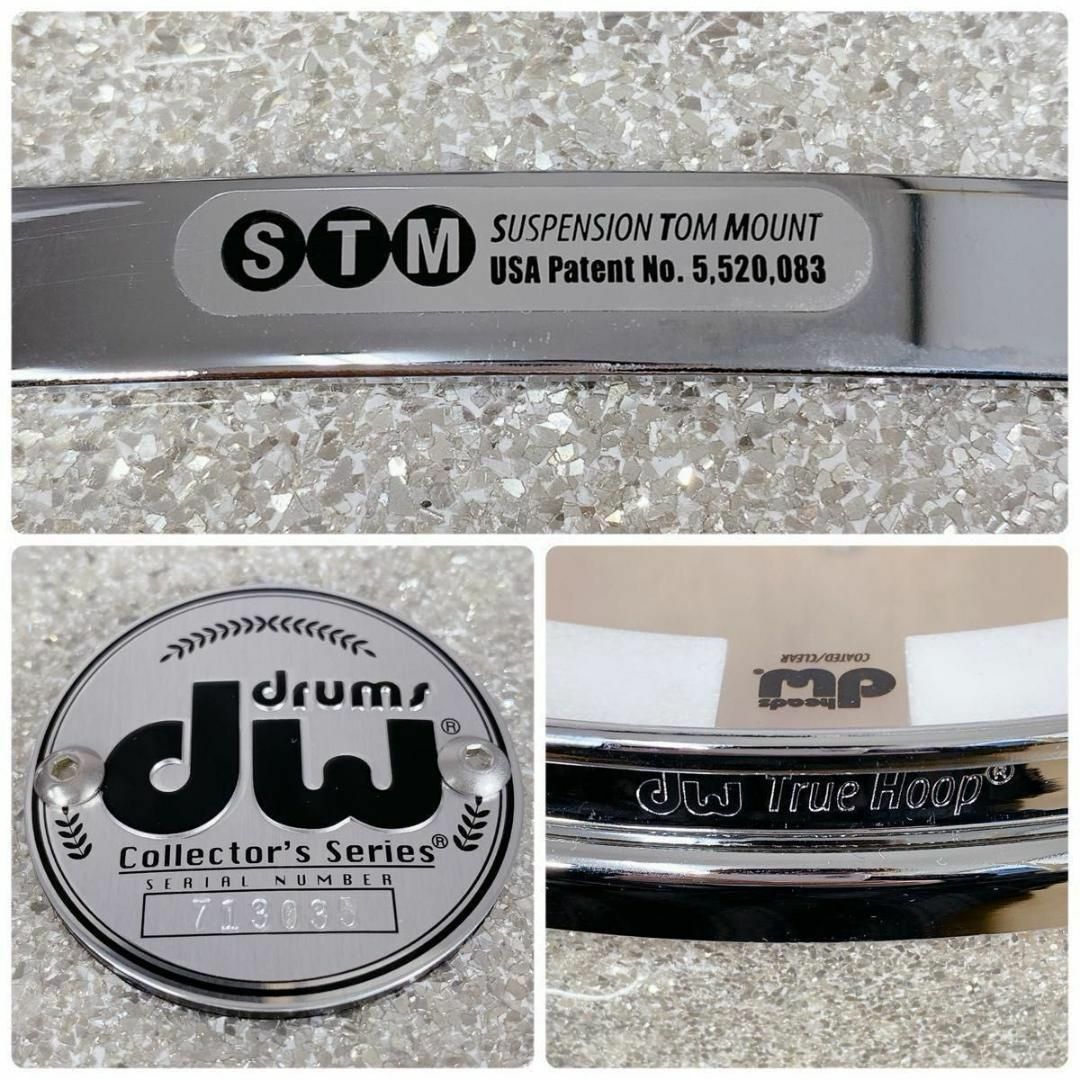 STM SUSPENSION TOM MOUNT
USA Patent No. 5,520,083
drums
dw®
Collector's Series®
SERIAL NUMBER
713035
COATED/CLEAR
dw heads
dw True Hoop®